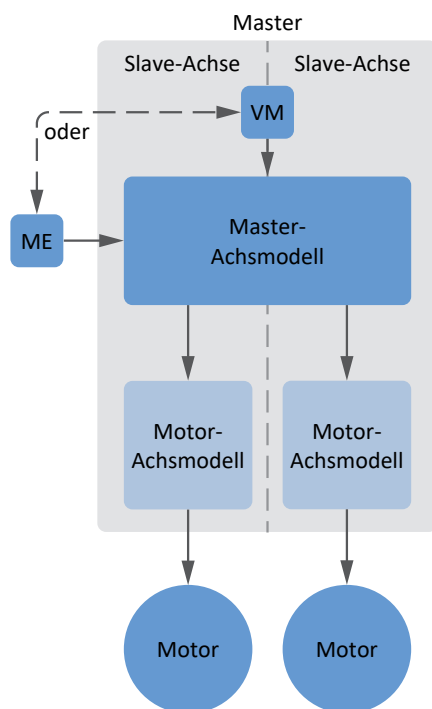 Master
Slave-Achse
Slave-Achse
VM
oder
ME
Master-
Achsmodell
Motor-
Achsmodell
Motor-
Achsmodell
Motor
Motor